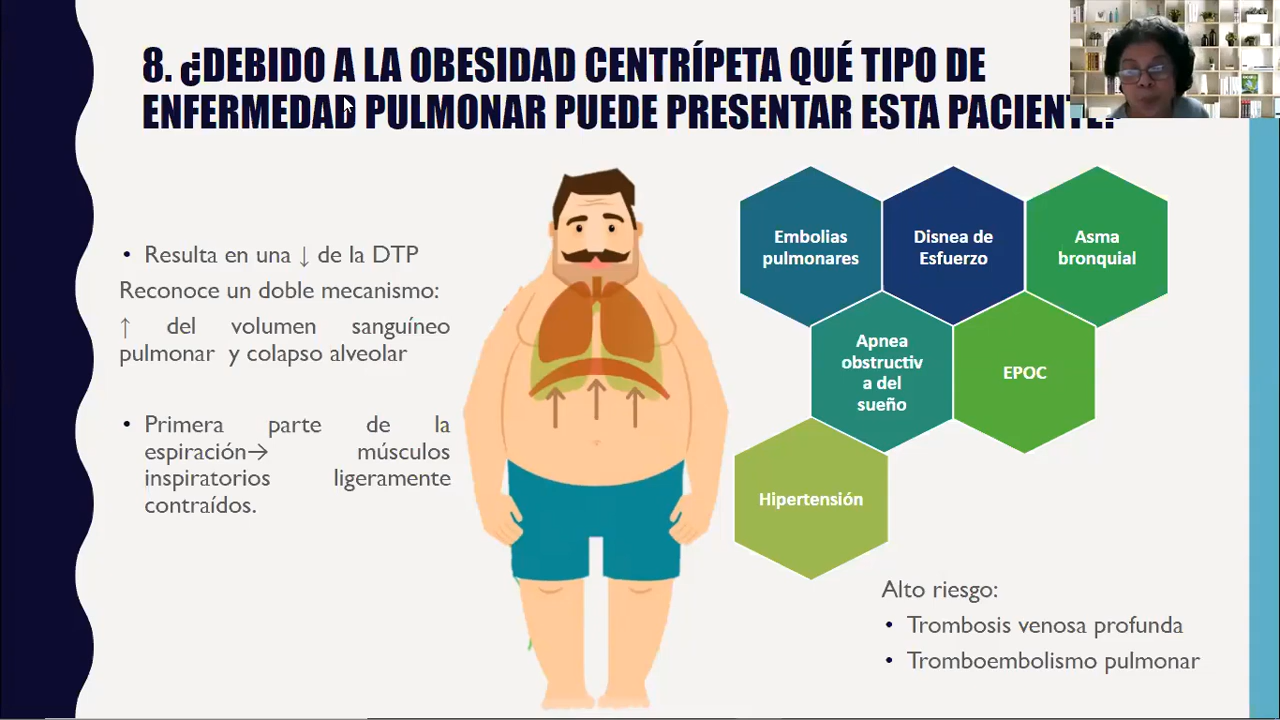 8. ¿DEBIDO A LA OBESIDAD CENTRÍPETA QUÉ TIPO DE
ENFERMEDAD PULMONAR PUEDE PRESENTAR ESTA PACIENTE?
• Resulta en una ↓ de la DTP
Reconoce un doble mecanismo:
↑ del volumen sanguíneo
pulmonar y colapso alveolar
• Primera parte de la
espiración→ músculos
inspiratorios ligeramente
contraídos.
Embolias
pulmonares
Disnea de
Esfuerzo
Asma
bronquial
Apnea
obstructiv
a del
sueño
EPOC
Hipertensión
Alto riesgo:
• Trombosis venosa profunda
• Tromboembolismo pulmonar